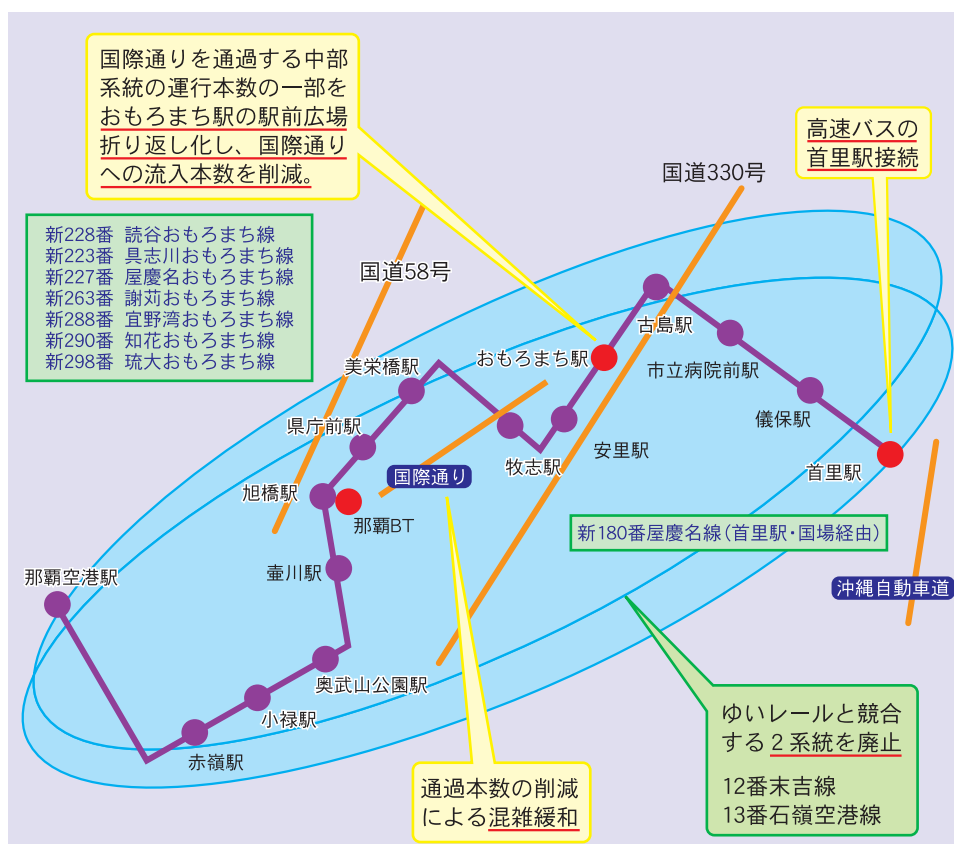 国際通りを通過する中部
系統の運行本数の一部を
おもろまち駅の駅前広場
折り返し化し、国際通り
への流入本数を削減。
高速バスの
首里駅接続
国道330号
新228番 読谷おもろまち線
新223番 具志川おもろまち線
新227番 屋慶名おもろまち線
新263番 謝苅おもろまち線
新288番 宜野湾おもろまち線
新290番 知花おもろまち線
新298番 琉大おもろまち線
国道58号
古島駅
おもろまち駅
市立病院前駅
美栄橋駅
儀保駅
県庁前駅
安里駅
牧志駅
首里駅
国際通り
旭橋駅
那覇BT
新180番屋慶名線(首里駅・国場経由)
壷川駅
那覇空港駅
沖縄自動車道
奥武山公園駅
小禄駅
赤嶺駅
ゆいレールと競合
する2系統を廃止
12番末吉線
13番石嶺空港線
通過本数の削減
による混雑緩和